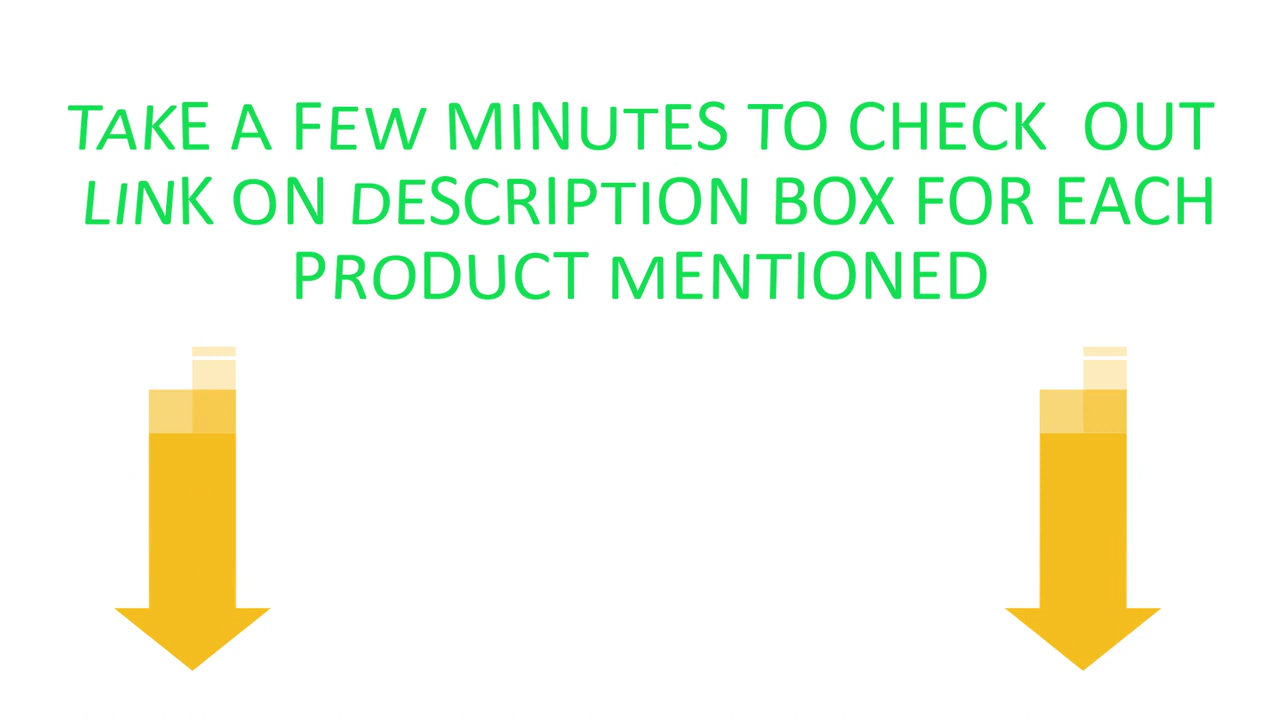 TAKE A FEW MINUTES TO CHECK OUT
LINK ON DESCRIPTION BOX FOR EACH
PRODUCT MENTIONED